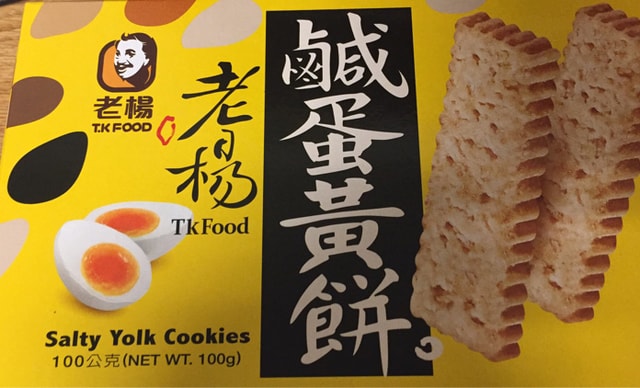 老楊
T.K FOOD
老楊
TkFood
鹹蛋黃餅
Salty Yolk Cookies
100公克(NET WT. 100g)